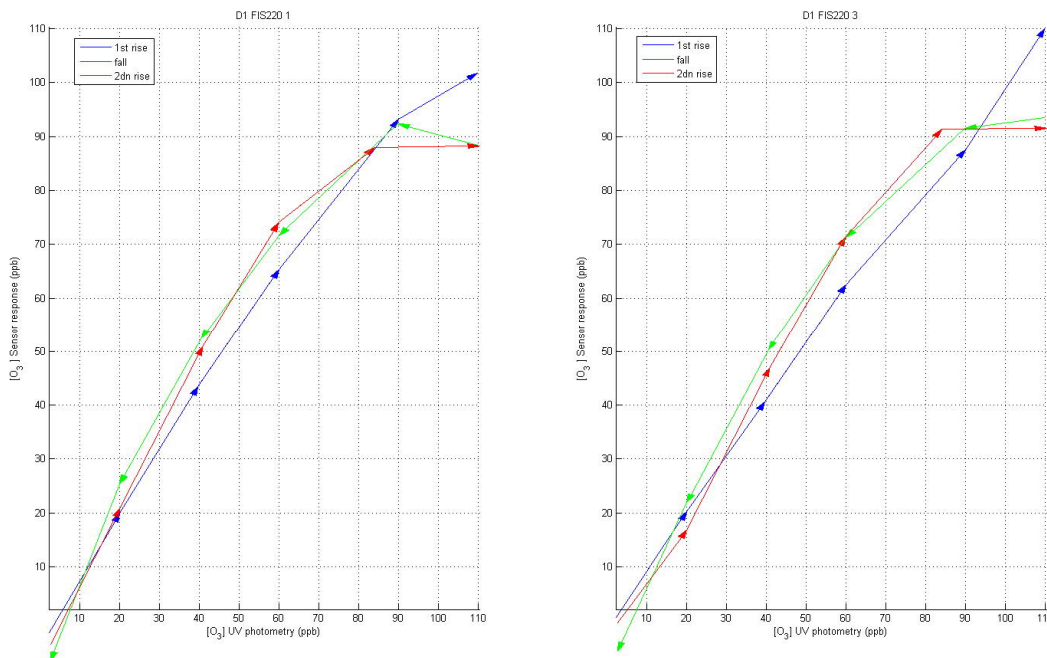 D1 FIS220 1
1st rise
fall
2dn rise
110
100
90
80
70
60
50
40
30
20
10
[O3] Senser response (ppb)
10 20 30 40 50 60 70 80 90 100 110
[O3] UV photometry (ppb)
D1 FIS220 3
1st rise
fall
2dn rise
110
100
90
80
70
60
50
40
30
20
10
[O3] Senser response (ppb)
10 20 30 40 50 60 70 80 90 100 110
[O3] UV photometry (ppb)